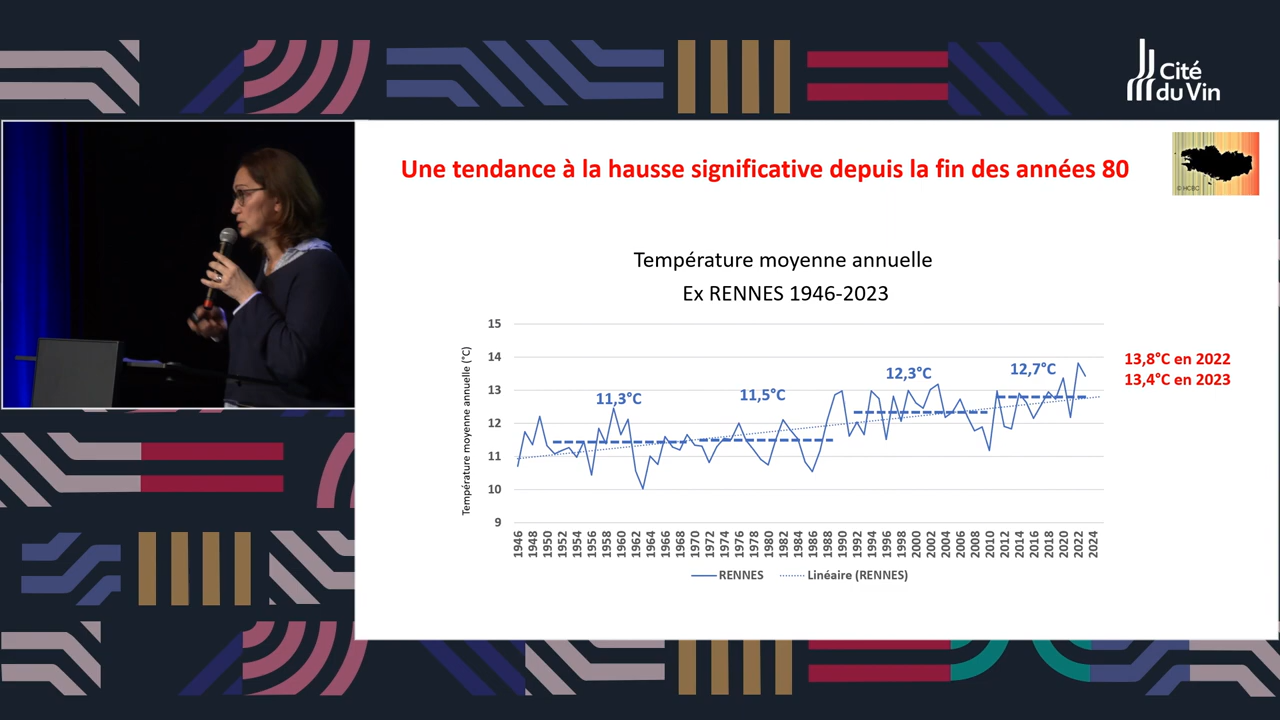 Cité
du Vin
Une tendance à la hausse significative depuis la fin des années 80
© HCBC
Température moyenne annuelle
Ex RENNES 1946-2023
Température moyenne annuelle (°C)
15
14
13
12
11
10
9
11,3°C
11,5°C
12,3°C
12,7°C
13,8°C en 2022
13,4°C en 2023
1946 1948 1950 1952 1954 1956 1958 1960 1962 1964 1966 1968 1970 1972 1974 1976 1978 1980 1982 1984 1986 1988 1990 1992 1994 1996 1998 2000 2002 2004 2006 2008 2010 2012 2014 2016 2018 2020 2022 2024
RENNES Linéaire (RENNES)